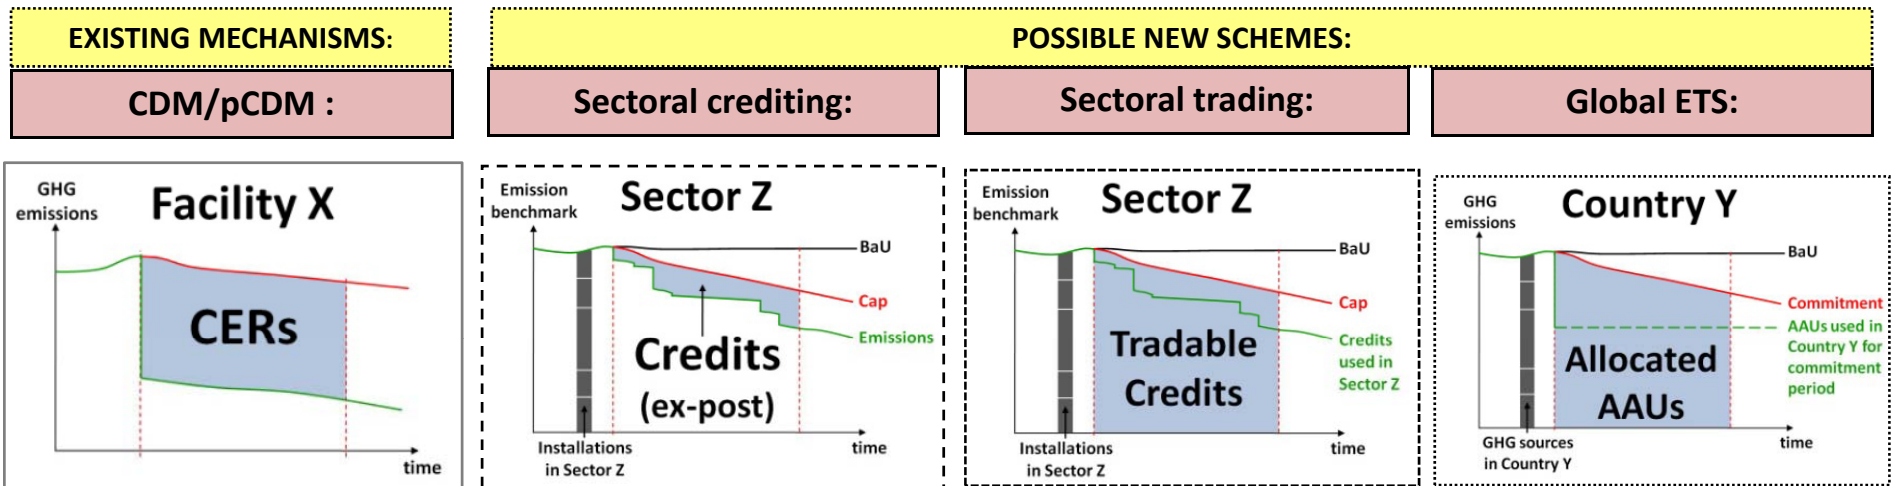 EXISTING MECHANISMS:
POSSIBLE NEW SCHEMES:
CDM/pCDM :
Sectoral crediting:
Sectoral trading:
Global ETS:
GHG
emissions
Facility X
CERs
time
Emission
benchmark
Sector Z
BaU
Cap
Emissions
Credits
(ex-post)
Installations
in Sector Z
time
Emission
benchmark
Sector Z
BaU
Cap
Credits
used in
Sector Z
Tradable
Credits
Installations
in Sector Z
time
GHG
emissions
Country Y
BaU
Commitment
AAUs used in
Country Y for
commitment
period
Allocated
AAUs
GHG sources
in Country Y
time